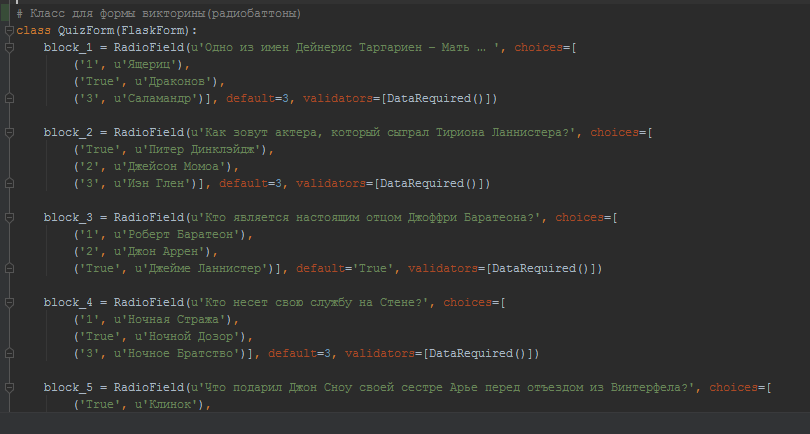 # Класс для формы викторины(радиобаттоны)
class QuizForm(FlaskForm):
block_1 = RadioField(u'Одно из имен Дейнерис Таргариен – Мать … ', choices=[
('1', u'Ящериц'),
('True', u'Драконов'),
('3', u'Саламандр')], default=3, validators=[DataRequired()])
block_2 = RadioField(u'Как зовут актера, который сыграл Тириона Ланнистера?', choices=[
('True', u'Питер Динклэйдж'),
('2', u'Джейсон Момоа'),
('3', u'Иэн Глен')], default=3, validators=[DataRequired()])
block_3 = RadioField(u'Кто является настоящим отцом Джоффри Баратеона?', choices=[
('1', u'Роберт Баратеон'),
('2', u'Джон Аррен'),
('True', u'Джейме Ланнистер')], default='True', validators=[DataRequired()])
block_4 = RadioField(u'Кто несет свою службу на Стене?', choices=[
('1', u'Ночная Стража'),
('True', u'Ночной Дозор'),
('3', u'Ночное Братство')], default=3, validators=[DataRequired()])
block_5 = RadioField(u'Что подарил Джон Сноу своей сестре Арье перед отъездом из Винтерфела?', choices=[
('True', u'Клинок'),